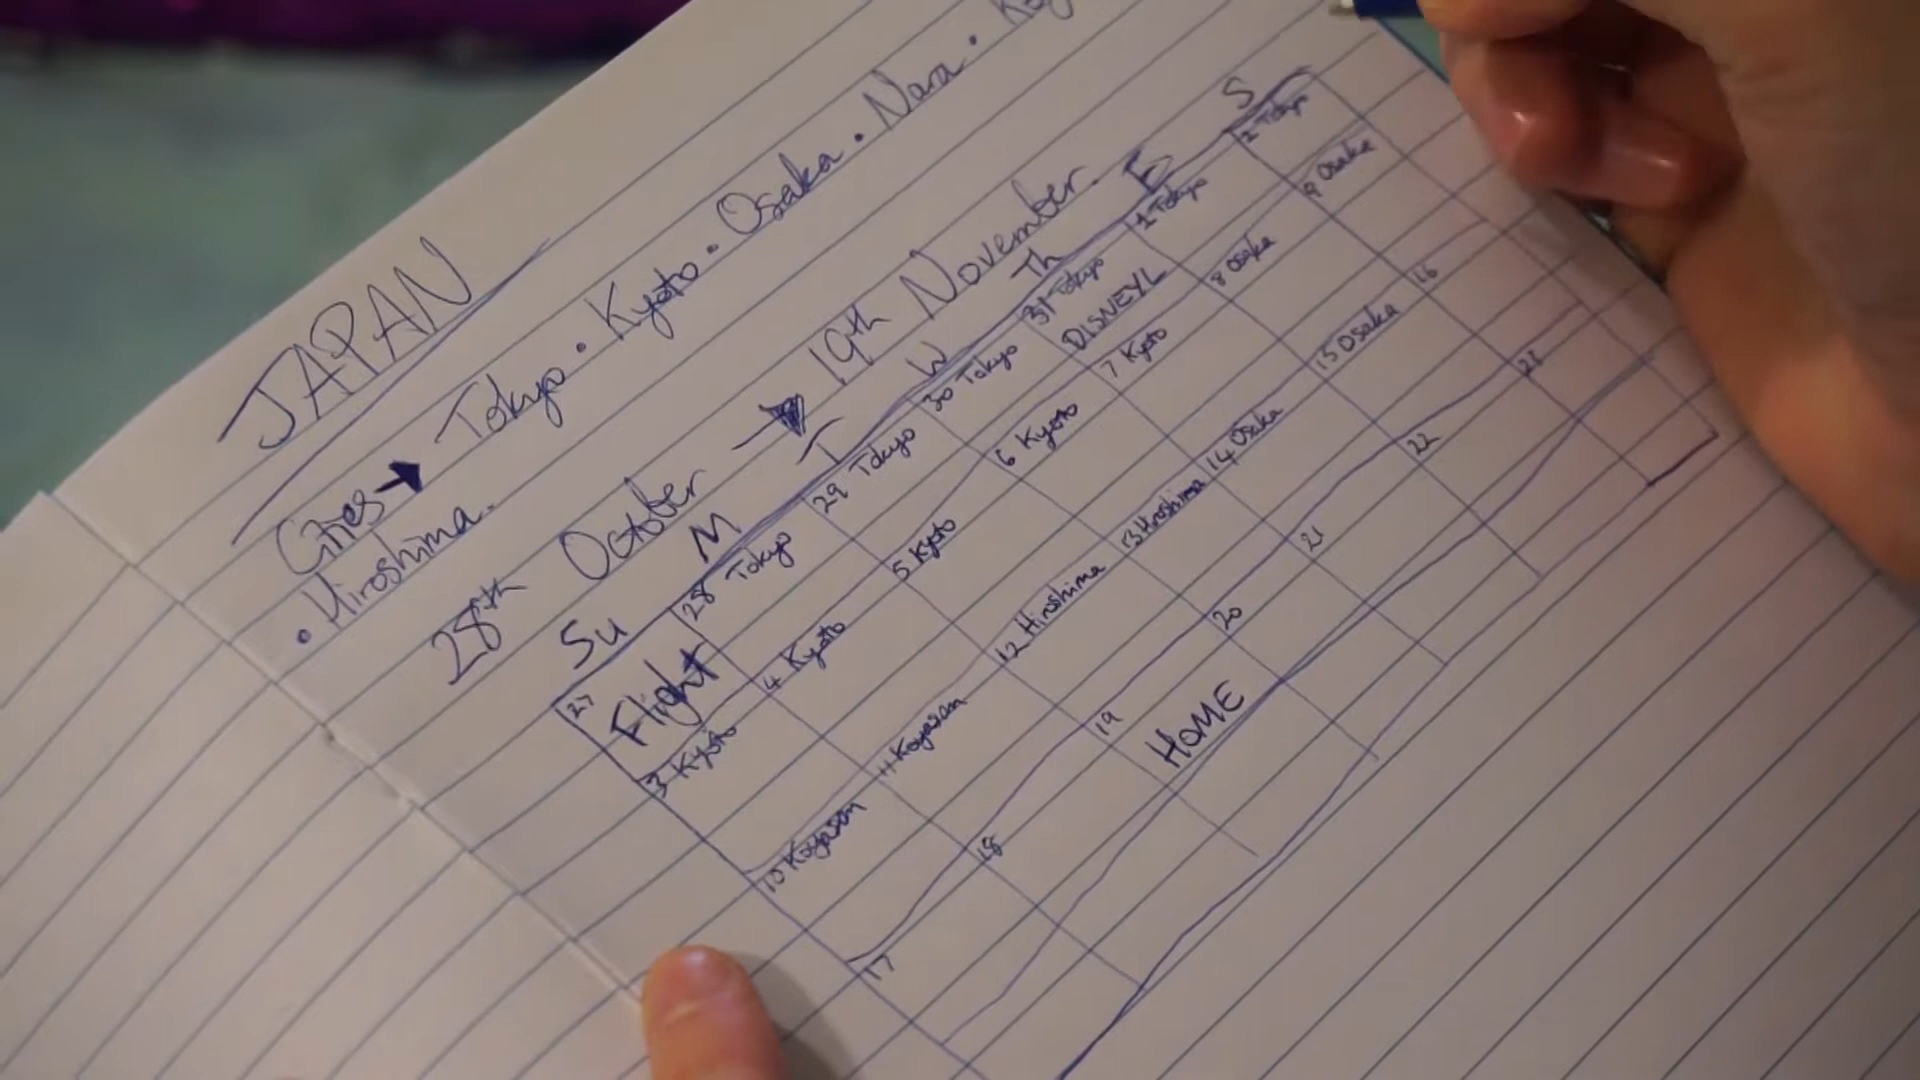 JAPAN
Cities → Tokyo · Kyoto · Osaka · Nara ·
· Hiroshima.
28th October → 19th November.
Su M T W Th F S
27 Flight 28 Tokyo 29 Tokyo 30 Tokyo 31 Tokyo DISNEYL 1 Tokyo 2 Tokyo
3 Kyoto 4 Kyoto 5 Kyoto 6 Kyoto 7 Kyoto 8 Osaka 9 Osaka
10 Koyasan 11 Koyasan 12 Hiroshima 13 Hiroshima 14 Osaka 15 Osaka 16
17 18 19 HOME 20 21 22 23